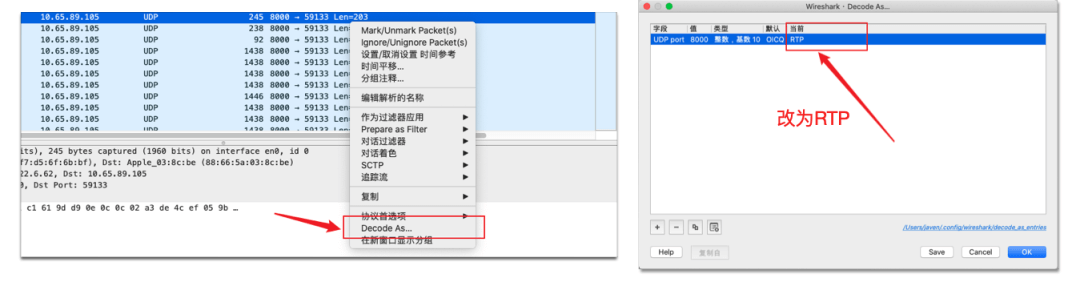 10.65.89.105 UDP 245 8000 → 59133 Len=203
10.65.89.105 UDP 238 8000 → 59133 Len
10.65.89.105 UDP 92 8000 → 59133 Len
10.65.89.105 UDP 1438 8000 → 59133 Len
10.65.89.105 UDP 1438 8000 → 59133 Len
10.65.89.105 UDP 1438 8000 → 59133 Len
10.65.89.105 UDP 1438 8000 → 59133 Len
10.65.89.105 UDP 1446 8000 → 59133 Len
10.65.89.105 UDP 1438 8000 → 59133 Len
10.65.89.105 UDP 1438 8000 → 59133 Len
Mark/Unmark Packet(s)
Ignore/Unignore Packet(s)
设置/取消设置 时间参考
时间平移...
分组注释...
编辑解析的名称
作为过滤器应用
Prepare as Filter
对话过滤器
对话着色
SCTP
追踪流
复制
协议首选项
Decode As...
在新窗口显示分组
its), 245 bytes captured (1960 bits) on interface en0, id 0
f7:d5:6f:6b:bf), Dst: Apple_03:8c:be (88:66:5a:03:8c:be)
22.6.62, Dst: 10.65.89.105
0, Dst Port: 59133
c1 61 9d d9 0e 0c 0c 02 a3 de 4c ef 05 9b …
Wireshark · Decode As...
字段 值 类型 默认 当前
UDP port 8000 整数，基数 10 OICQ RTP
改为RTP
+ −
/Users/javen/.config/wireshark/decode_as_entries
Help 复制自 Save Cancel OK